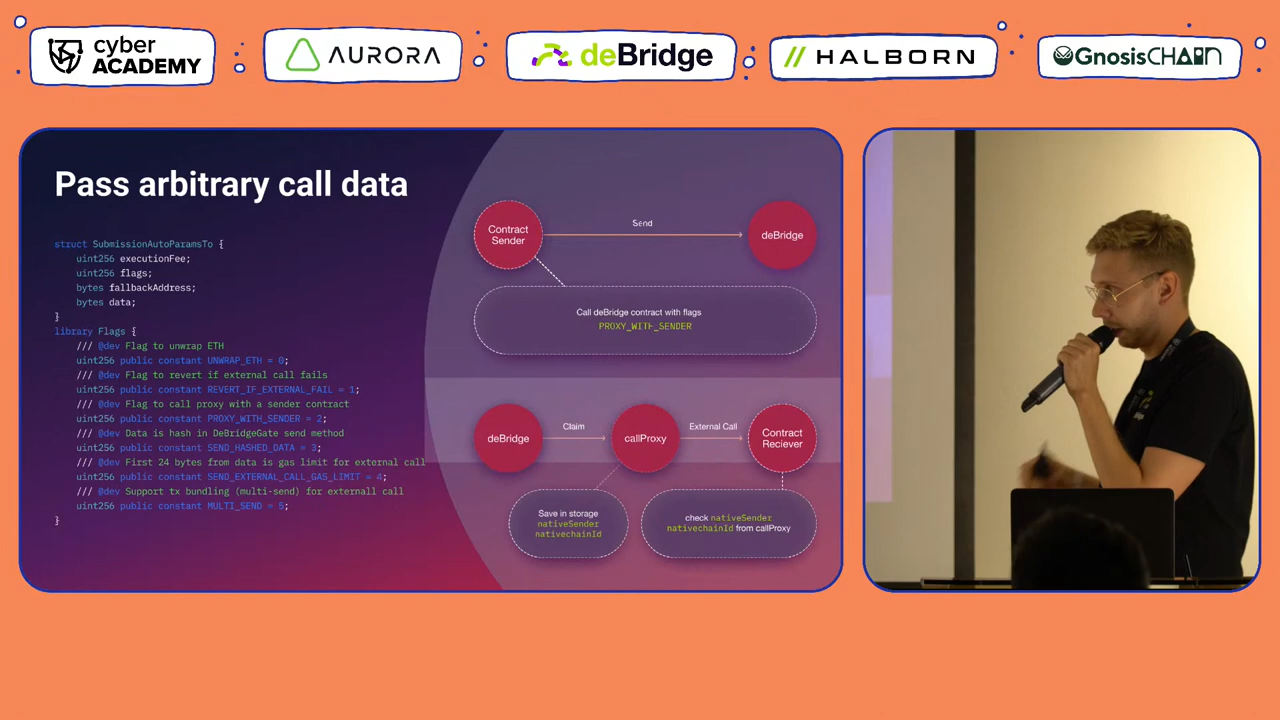 cyber
ACADEMY
AURORA
deBridge
HALBORN
GnosisCHAIN
Pass arbitrary call data
struct SubmissionAutoParamsTo {
uint256 executionFee;
uint256 flags;
bytes fallbackAddress;
bytes data;
}
library Flags {
/// @dev Flag to unwrap ETH
uint256 public constant UNWRAP_ETH = 0;
/// @dev Flag to revert if external call fails
uint256 public constant REVERT_IF_EXTERNAL_FAIL = 1;
/// @dev Flag to call proxy with a sender contract
uint256 public constant PROXY_WITH_SENDER = 2;
/// @dev Data is hash in DeBridgeGate send method
uint256 public constant SEND_HASHED_DATA = 3;
/// @dev First 24 bytes from data is gas limit for external call
uint256 public constant SEND_EXTERNAL_CALL_GAS_LIMIT = 4;
/// @dev Support tx bundling (multi-send) for externall call
uint256 public constant MULTI_SEND = 5;
}
Contract
Sender
Send
deBridge
Call deBridge contract with flags
PROXY_WITH_SENDER
deBridge
Claim
callProxy
External Call
Contract
Reciever
Save in storage
nativeSender
nativechainId
check nativeSender
nativechainId from callProxy